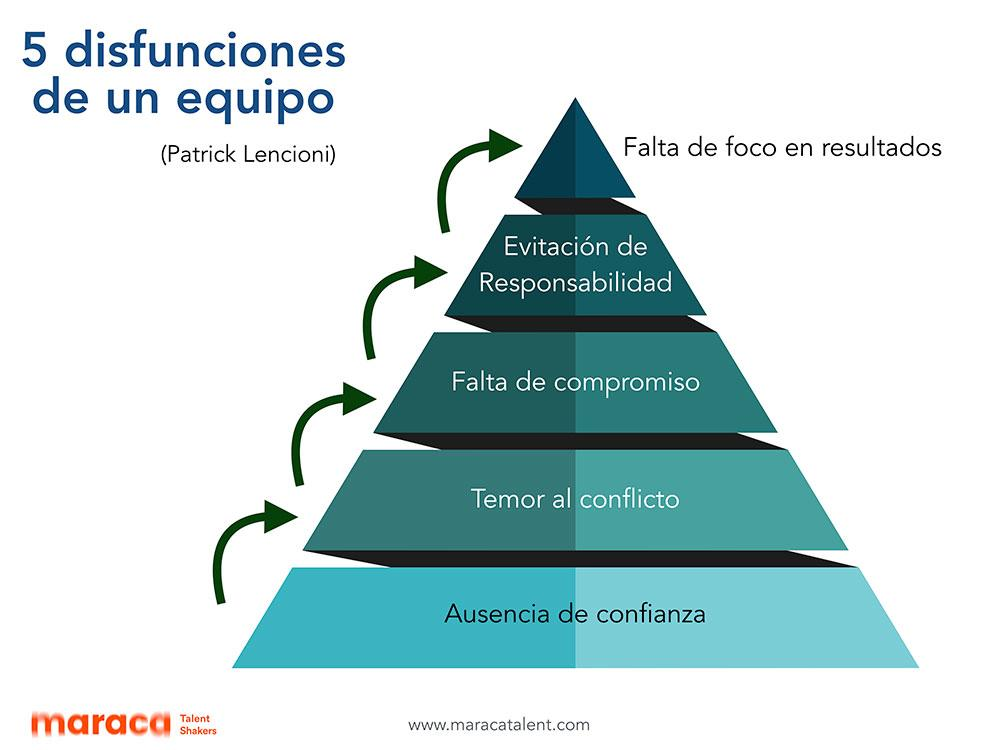 5 disfunciones
de un equipo
(Patrick Lencioni)
Falta de foco en resultados
Evitación de
Responsabilidad
Falta de compromiso
Temor al conflicto
Ausencia de confianza
maraca
Talent
Shakers
www.maracatalent.com